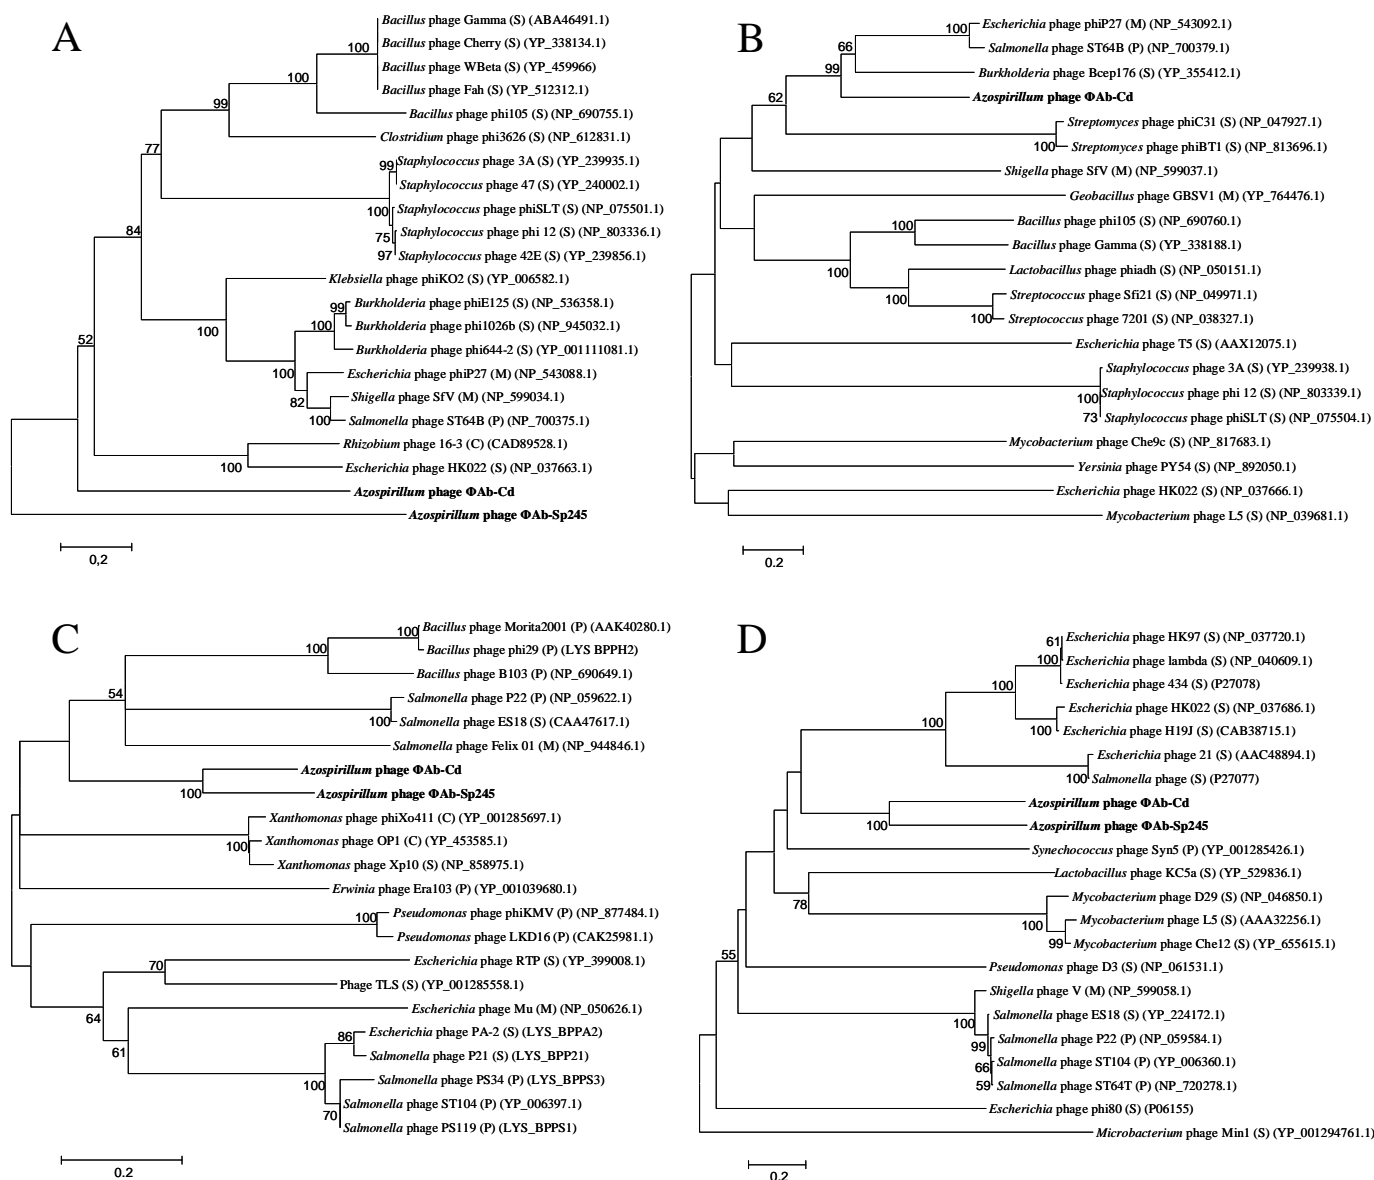 A
Bacillus phage Gamma (S) (ABA46491.1)
Bacillus phage Cherry (S) (YP_338134.1)
100
Bacillus phage WBeta (S) (YP_459966)
100
Bacillus phage Fah (S) (YP_512312.1)
99
Bacillus phage phi105 (S) (NP_690755.1)
Clostridium phage phi3626 (S) (NP_612831.1)
77
99
Staphylococcus phage 3A (S) (YP_239935.1)
Staphylococcus phage 47 (S) (YP_240002.1)
100
Staphylococcus phage phiSLT (S) (NP_075501.1)
84
75
Staphylococcus phage phi 12 (S) (NP_803336.1)
97
Staphylococcus phage 42E (S) (YP_239856.1)
Klebsiella phage phiKO2 (S) (YP_006582.1)
99
Burkholderia phage phiE125 (S) (NP_536358.1)
100
100
Burkholderia phage phi1026b (S) (NP_945032.1)
52
Burkholderia phage phi644-2 (S) (YP_001111081.1)
100
Escherichia phage phiP27 (M) (NP_543088.1)
82
Shigella phage SfV (M) (NP_599034.1)
100
Salmonella phage ST64B (P) (NP_700375.1)
Rhizobium phage 16-3 (C) (CAD89528.1)
100
Escherichia phage HK022 (S) (NP_037663.1)
Azospirillum phage ΦAb-Cd
Azospirillum phage ΦAb-Sp245
0,2
B
100
Escherichia phage phiP27 (M) (NP_543092.1)
66
Salmonella phage ST64B (P) (NP_700379.1)
99
Burkholderia phage Bcep176 (S) (YP_355412.1)
62
Azospirillum phage ΦAb-Cd
Streptomyces phage phiC31 (S) (NP_047927.1)
100
Streptomyces phage phiBT1 (S) (NP_813696.1)
Shigella phage SfV (M) (NP_599037.1)
Geobacillus phage GBSV1 (M) (YP_764476.1)
100
Bacillus phage phi105 (S) (NP_690760.1)
Bacillus phage Gamma (S) (YP_338188.1)
100
Lactobacillus phage phiadh (S) (NP_050151.1)
100
Streptococcus phage Sfi21 (S) (NP_049971.1)
100
Streptococcus phage 7201 (S) (NP_038327.1)
Escherichia phage T5 (S) (AAX12075.1)
Staphylococcus phage 3A (S) (YP_239938.1)
100
Staphylococcus phage phi 12 (S) (NP_803339.1)
73
Staphylococcus phage phiSLT (S) (NP_075504.1)
Mycobacterium phage Che9c (S) (NP_817683.1)
Yersinia phage PY54 (S) (NP_892050.1)
Escherichia phage HK022 (S) (NP_037666.1)
Mycobacterium phage L5 (S) (NP_039681.1)
0.2
C
100
Bacillus phage Morita2001 (P) (AAK40280.1)
100
Bacillus phage phi29 (P) (LYS BPPH2)
Bacillus phage B103 (P) (NP_690649.1)
54
Salmonella phage P22 (P) (NP_059622.1)
100
Salmonella phage ES18 (S) (CAA47617.1)
Salmonella phage Felix 01 (M) (NP_944846.1)
Azospirillum phage ΦAb-Cd
100
Azospirillum phage ΦAb-Sp245
Xanthomonas phage phiXo411 (C) (YP_001285697.1)
100
Xanthomonas phage OP1 (C) (YP_453585.1)
Xanthomonas phage Xp10 (S) (NP_858975.1)
Erwinia phage Era103 (P) (YP_001039680.1)
100
Pseudomonas phage phiKMV (P) (NP_877484.1)
Pseudomonas phage LKD16 (P) (CAK25981.1)
70
Escherichia phage RTP (S) (YP_399008.1)
Phage TLS (S) (YP_001285558.1)
64
Escherichia phage Mu (M) (NP_050626.1)
86
Escherichia phage PA-2 (S) (LYS_BPPA2)
61
Salmonella phage P21 (S) (LYS_BPP21)
100
Salmonella phage PS34 (P) (LYS_BPPS3)
70
Salmonella phage ST104 (P) (YP_006397.1)
Salmonella phage PS119 (P) (LYS_BPPS1)
0.2
D
61
Escherichia phage HK97 (S) (NP_037720.1)
100
Escherichia phage lambda (S) (NP_040609.1)
100
Escherichia phage 434 (S) (P27078)
Escherichia phage HK022 (S) (NP_037686.1)
100
100
Escherichia phage H19J (S) (CAB38715.1)
Escherichia phage 21 (S) (AAC48894.1)
100
Salmonella phage (S) (P27077)
Azospirillum phage ΦAb-Cd
100
Azospirillum phage ΦAb-Sp245
Synechococcus phage Syn5 (P) (YP_001285426.1)
Lactobacillus phage KC5a (S) (YP_529836.1)
78
Mycobacterium phage D29 (S) (NP_046850.1)
100
Mycobacterium phage L5 (S) (AAA32256.1)
99
Mycobacterium phage Che12 (S) (YP_655615.1)
55
Pseudomonas phage D3 (S) (NP_061531.1)
Shigella phage V (M) (NP_599058.1)
100
Salmonella phage ES18 (S) (YP_224172.1)
99
Salmonella phage P22 (P) (NP_059584.1)
66
Salmonella phage ST104 (P) (YP_006360.1)
59
Salmonella phage ST64T (P) (NP_720278.1)
Escherichia phage phi80 (S) (P06155)
Microbacterium phage Min1 (S) (YP_001294761.1)
0.2